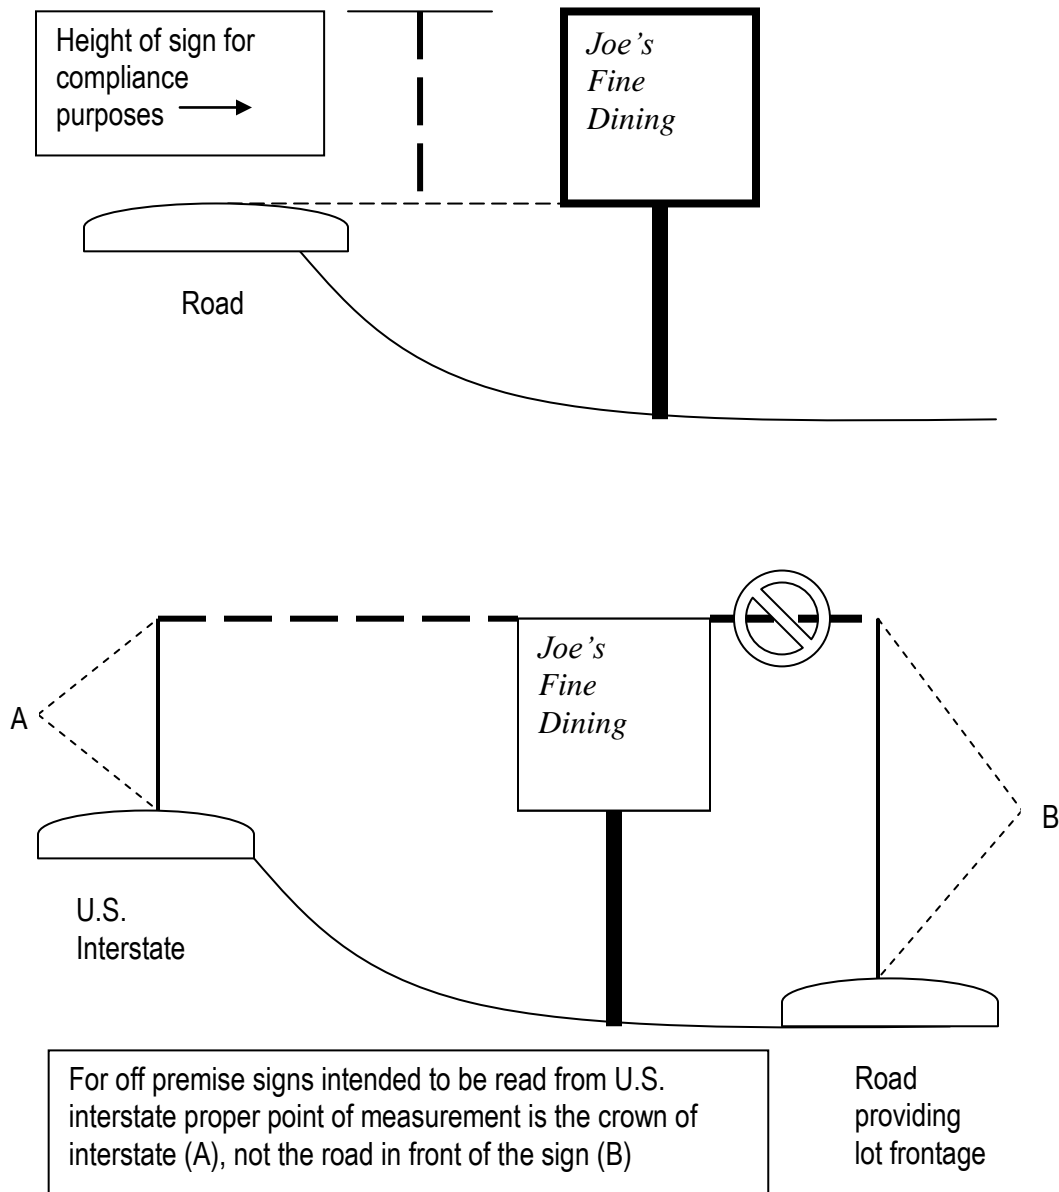 Height of sign for
compliance
purposes
Joe's
Fine
Dining
Road
Joe's
Fine
Dining
A
B
U.S.
Interstate
For off premise signs intended to be read from U.S.
interstate proper point of measurement is the crown of
interstate (A), not the road in front of the sign (B)
Road
providing
lot frontage